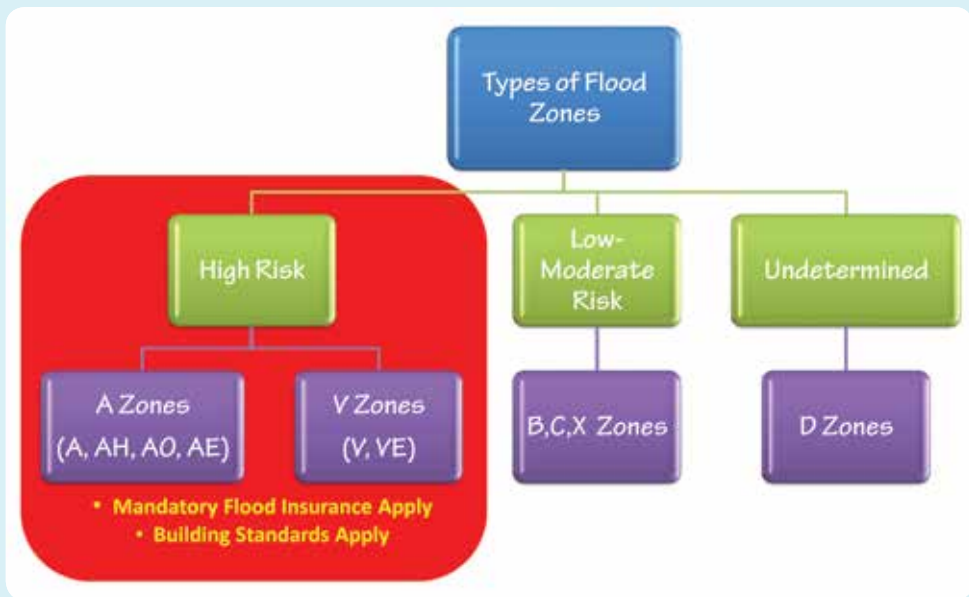 Types of Flood
Zones
High Risk
Low-
Moderate
Risk
Undetermined
A Zones
(A, AH, AO, AE)
V Zones
(V, VE)
B,C,X Zones
D Zones
• Mandatory Flood Insurance Apply
• Building Standards Apply